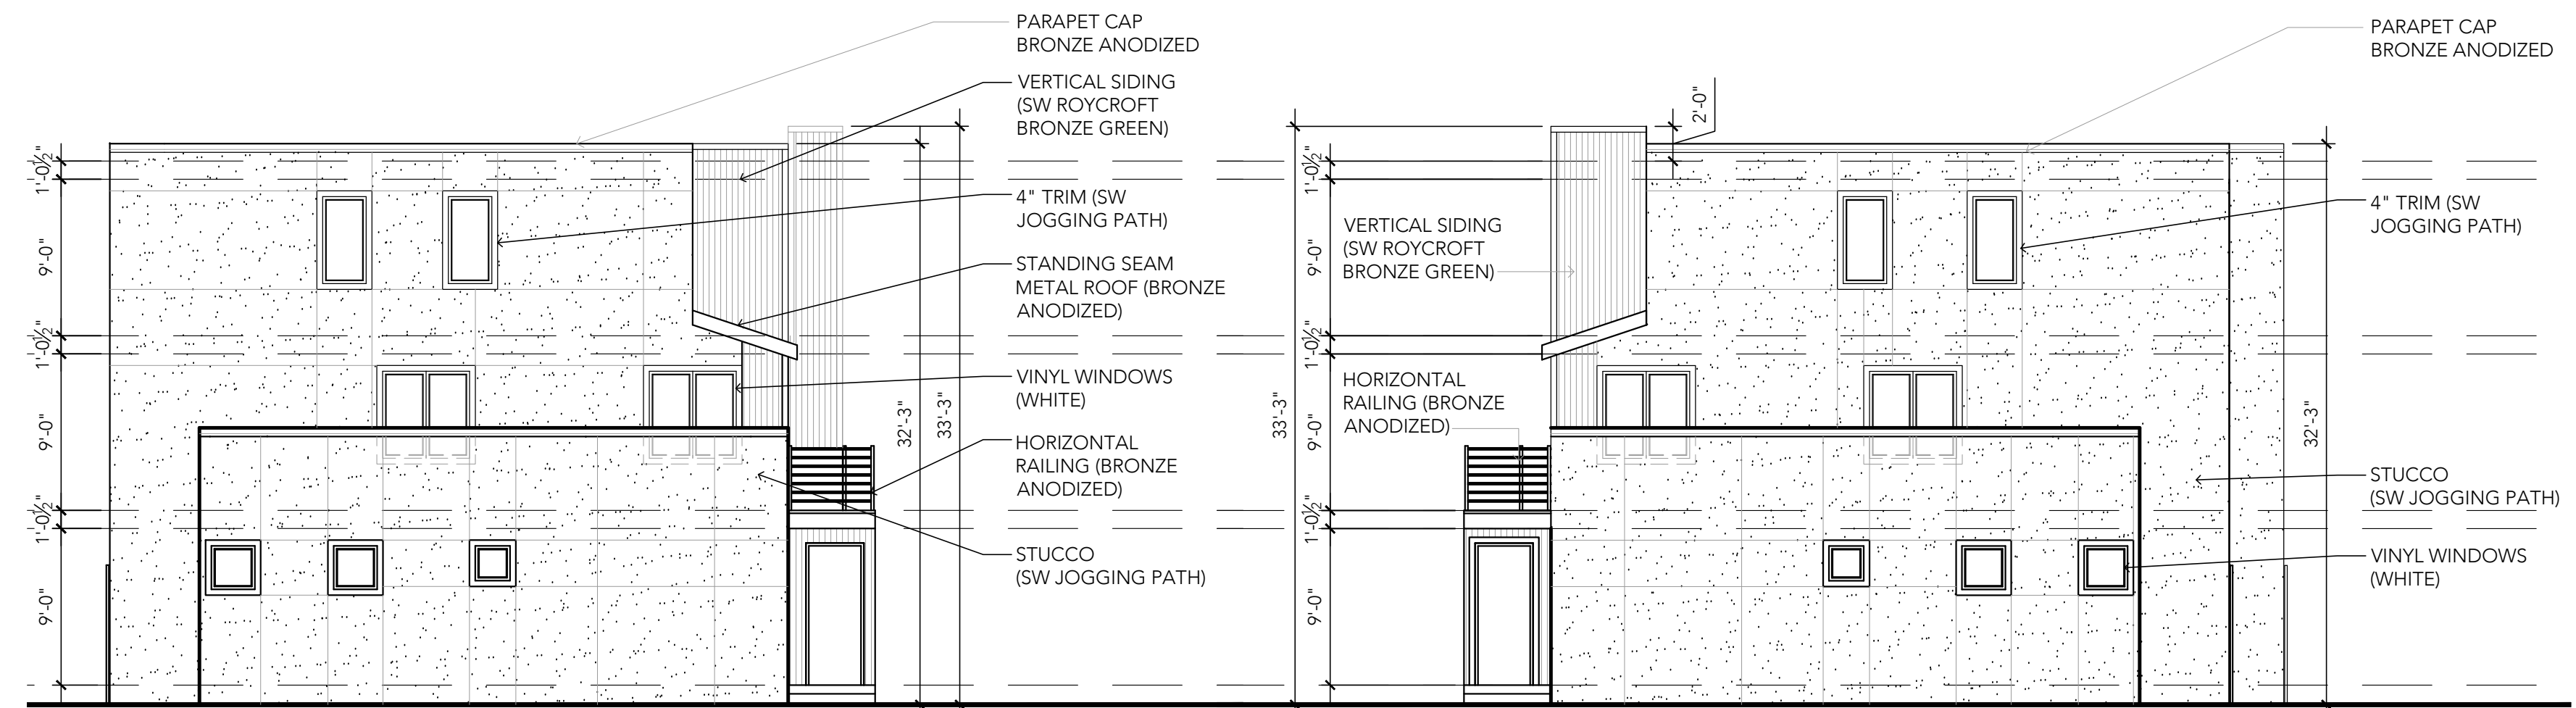 PARAPET CAP
BRONZE ANODIZED
VERTICAL SIDING
(SW ROYCROFT
BRONZE GREEN)
4" TRIM (SW
JOGGING PATH)
STANDING SEAM
METAL ROOF (BRONZE
ANODIZED)
VINYL WINDOWS
(WHITE)
HORIZONTAL
RAILING (BRONZE
ANODIZED)
STUCCO
(SW JOGGING PATH)
1'-0½"
9'-0"
1'-0½"
9'-0"
1'-0½"
9'-0"
32'-3"
33'-3"
33'-3"
1'-0½"
9'-0"
1'-0½"
9'-0"
1'-0½"
9'-0"
2'-0"
VERTICAL SIDING
(SW ROYCROFT
BRONZE GREEN)
HORIZONTAL
RAILING (BRONZE
ANODIZED)
32'-3"
PARAPET CAP
BRONZE ANODIZED
4" TRIM (SW
JOGGING PATH)
STUCCO
(SW JOGGING PATH)
VINYL WINDOWS
(WHITE)